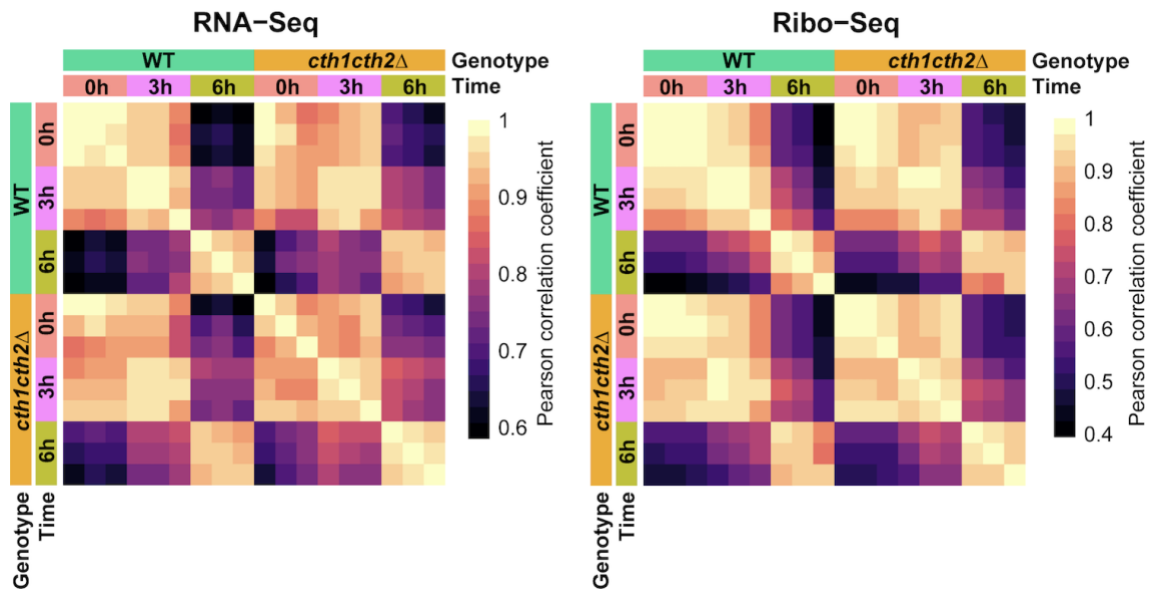 RNA−Seq
WT
cth1cth2Δ
Genotype
0h
3h
6h
0h
3h
6h
Time
WT
cth1cth2Δ
0h
3h
6h
0h
3h
6h
Genotype
Time
1
0.9
0.8
0.7
0.6
Pearson correlation coefficient
Ribo−Seq
WT
cth1cth2Δ
Genotype
0h
3h
6h
0h
3h
6h
Time
WT
cth1cth2Δ
0h
3h
6h
0h
3h
6h
Genotype
Time
1
0.9
0.8
0.7
0.6
0.5
0.4
Pearson correlation coefficient